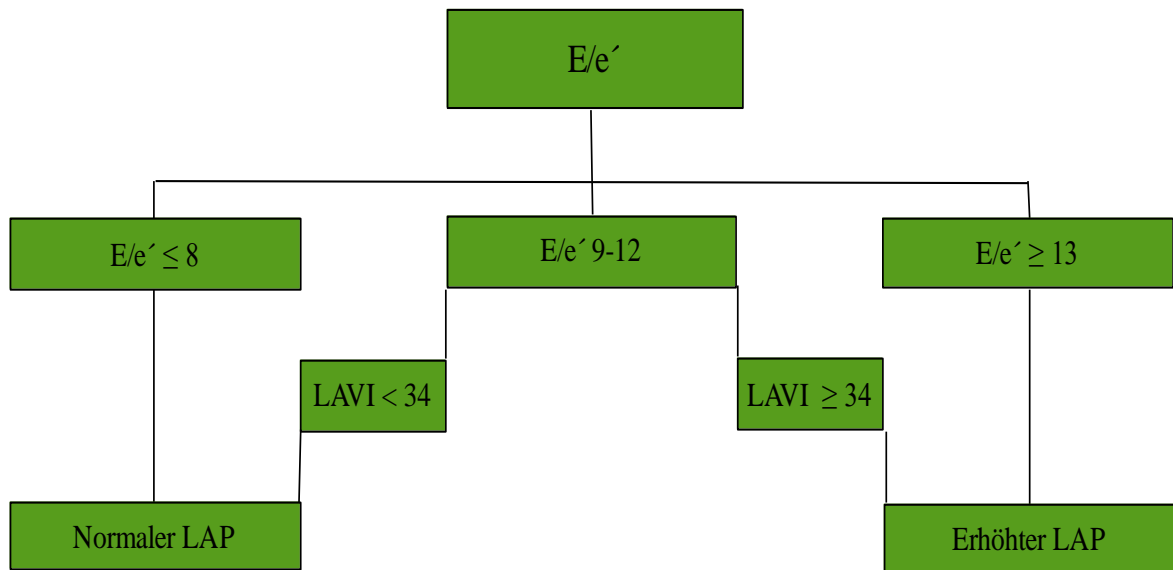 E/e´
E/e´ ≤ 8
E/e´ 9-12
E/e´ ≥ 13
LAVI < 34
LAVI ≥ 34
Normaler LAP
Erhöhter LAP